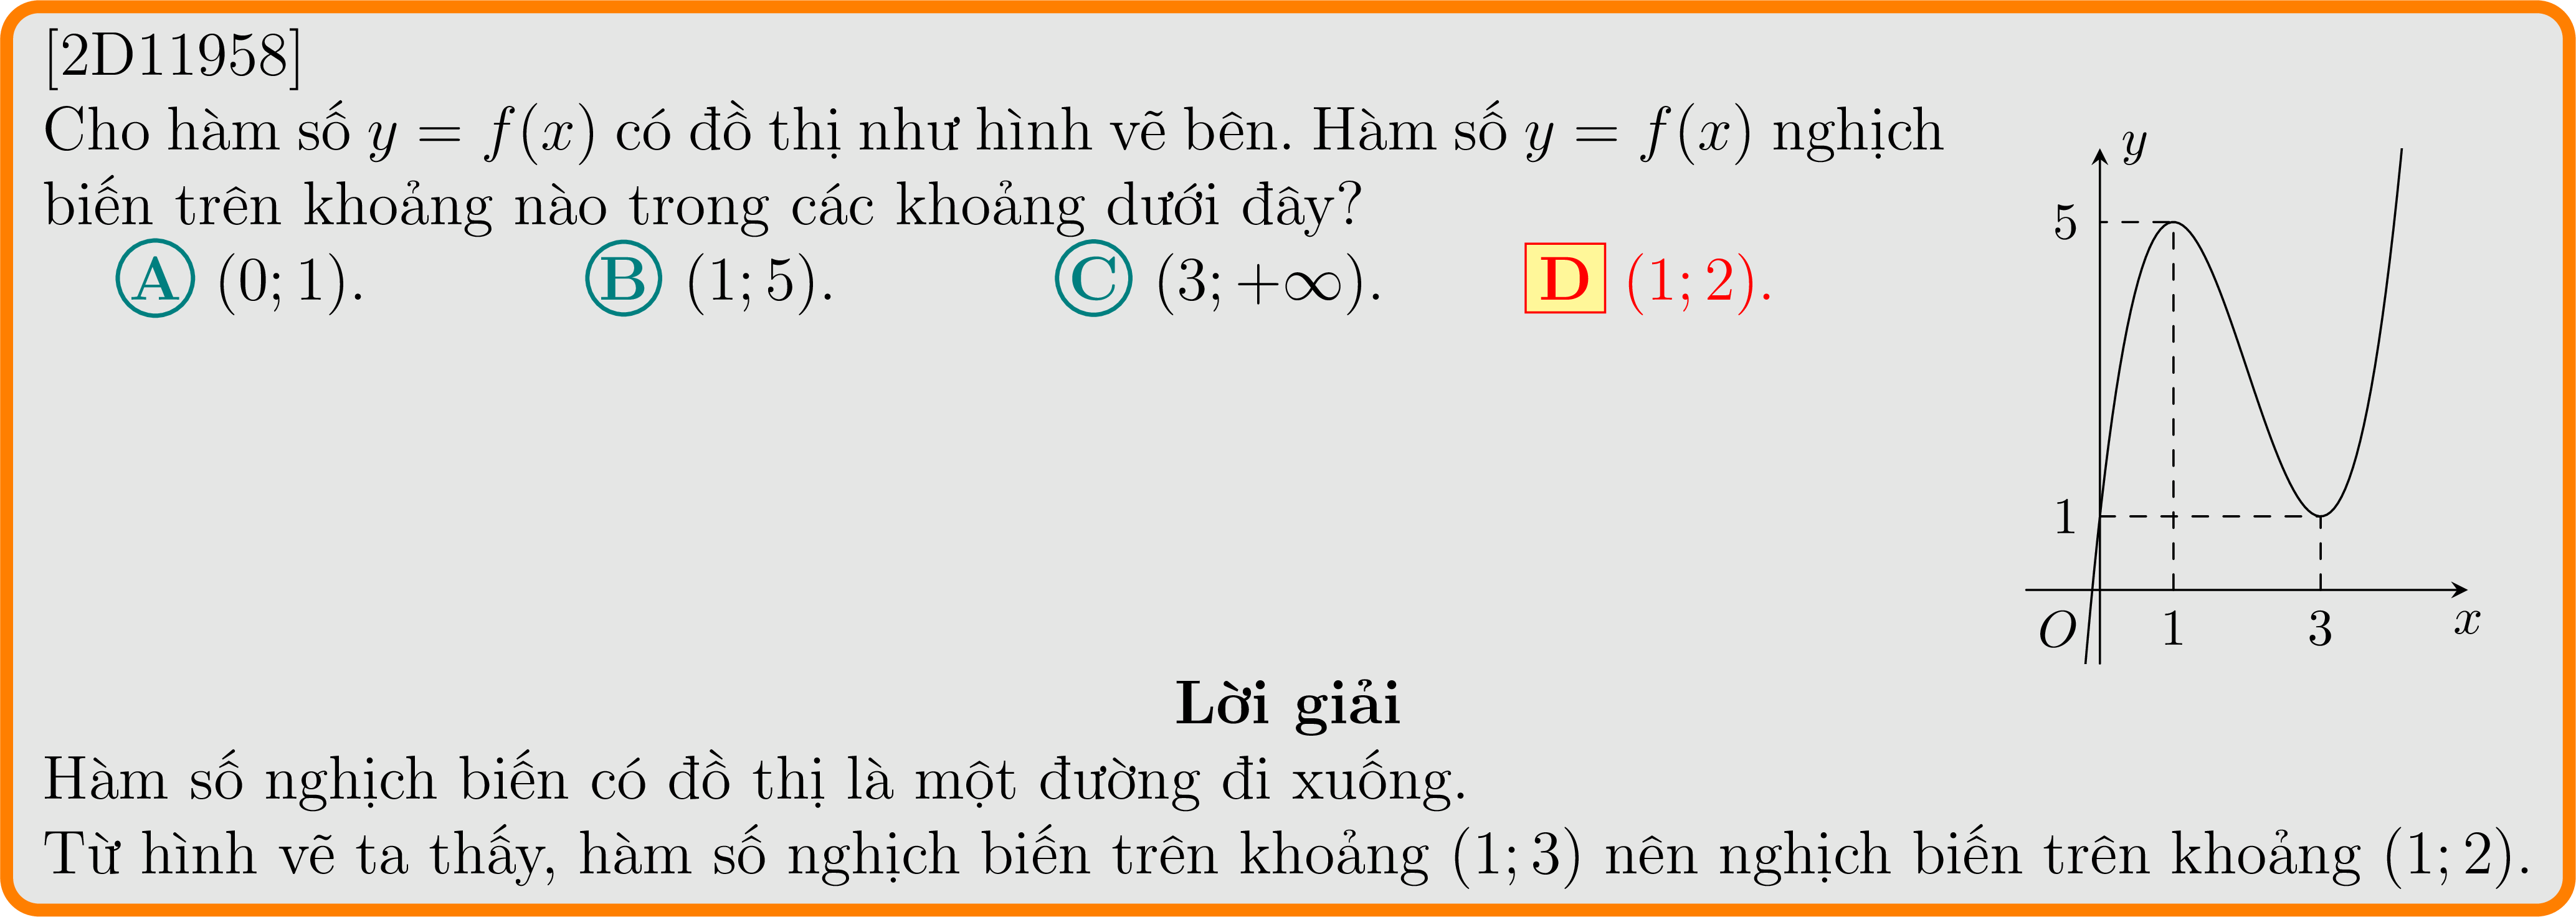 [2D11958]
Cho hàm số y = f(x) có đồ thị như hình vẽ bên. Hàm số y = f(x) nghịch
biến trên khoảng nào trong các khoảng dưới đây?
A (0; 1). B (1; 5). C (3; +∞). D (1; 2).
y
5
1
O 1 3 x
Lời giải
Hàm số nghịch biến có đồ thị là một đường đi xuống.
Từ hình vẽ ta thấy, hàm số nghịch biến trên khoảng (1; 3) nên nghịch biến trên khoảng (1; 2).